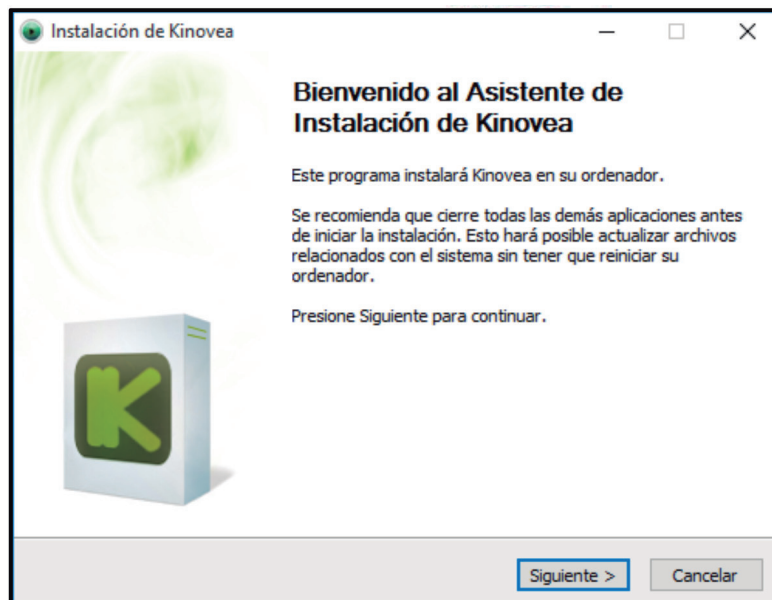 Instalación de Kinovea
Bienvenido al Asistente de
Instalación de Kinovea
Este programa instalará Kinovea en su ordenador.
Se recomienda que cierre todas las demás aplicaciones antes
de iniciar la instalación. Esto hará posible actualizar archivos
relacionados con el sistema sin tener que reiniciar su
ordenador.
Presione Siguiente para continuar.
K
Siguiente >
Cancelar